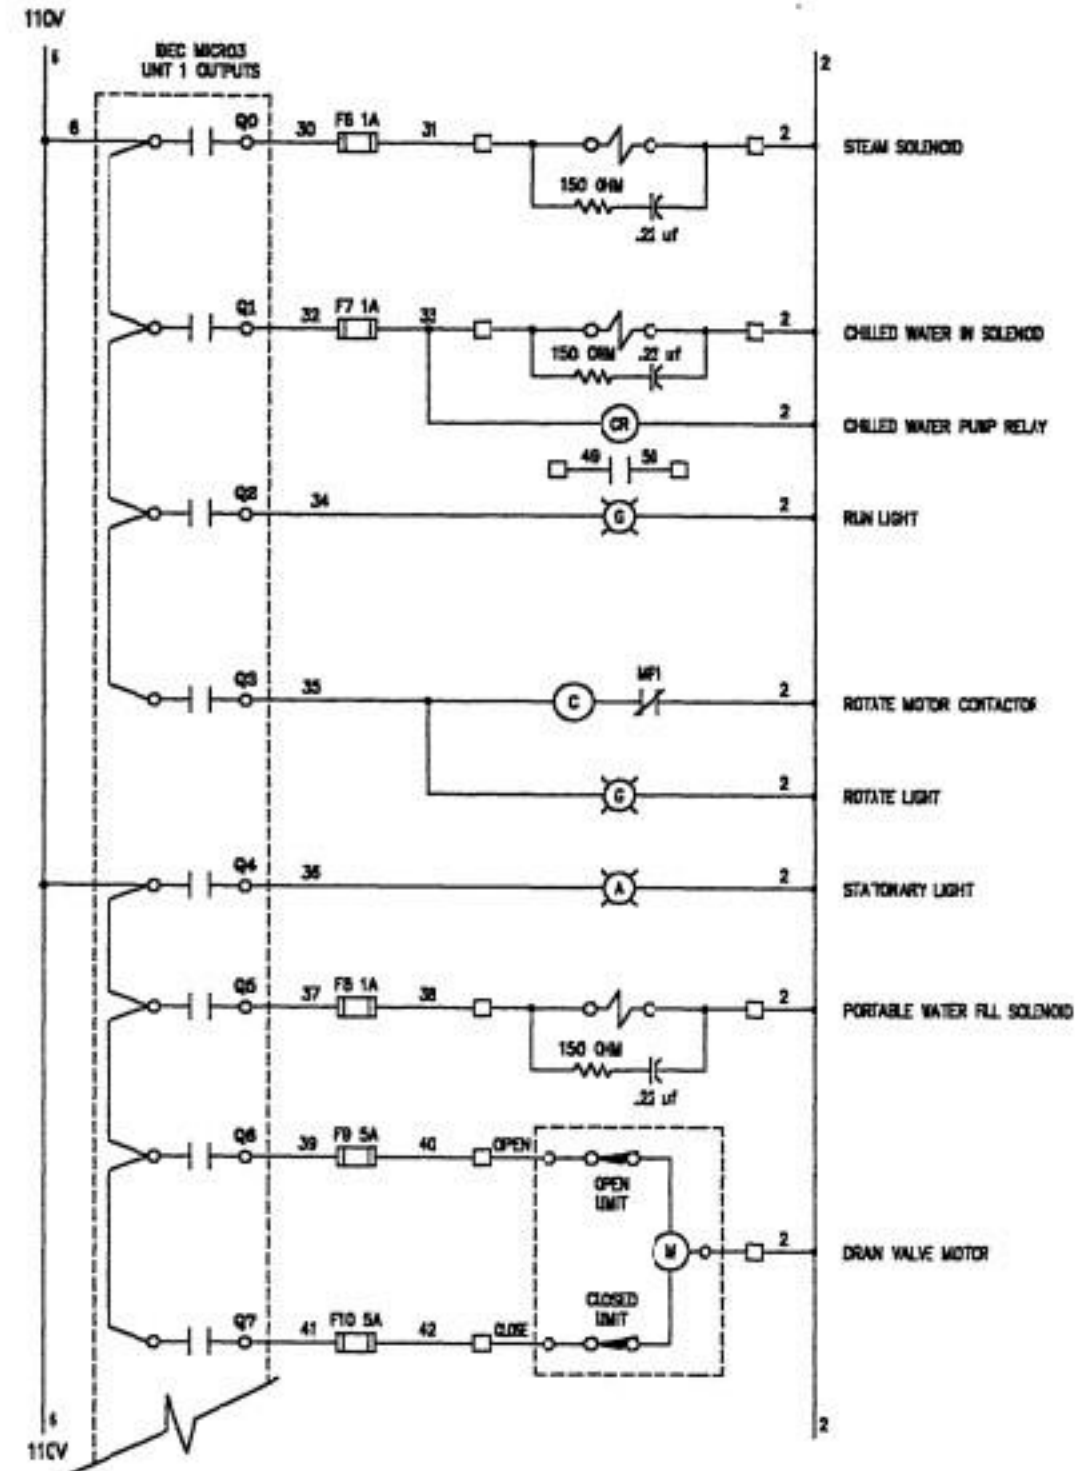 110V
6
IDEC MICRO3
UNIT 1 OUTPUTS
2
6
Q0
30
F6 1A
31
2
STEAM SOLENOID
150 OHM
.22 uf
Q1
32
F7 1A
33
2
CHILLED WATER IN SOLENOID
150 OHM
.22 uf
CR
2
CHILLED WATER PUMP RELAY
49
50
Q2
34
G
2
RUN LIGHT
Q3
35
C
MP1
2
ROTATE MOTOR CONTACTOR
G
2
ROTATE LIGHT
Q4
36
A
2
STATIONARY LIGHT
Q5
37
F8 1A
38
2
PORTABLE WATER FILL SOLENOID
150 OHM
.22 uf
Q6
39
F9 5A
40
OPEN
OPEN
LIMIT
M
2
DRAIN VALVE MOTOR
CLOSED
LIMIT
Q7
41
F10 5A
42
CLOSE
6
110V
2